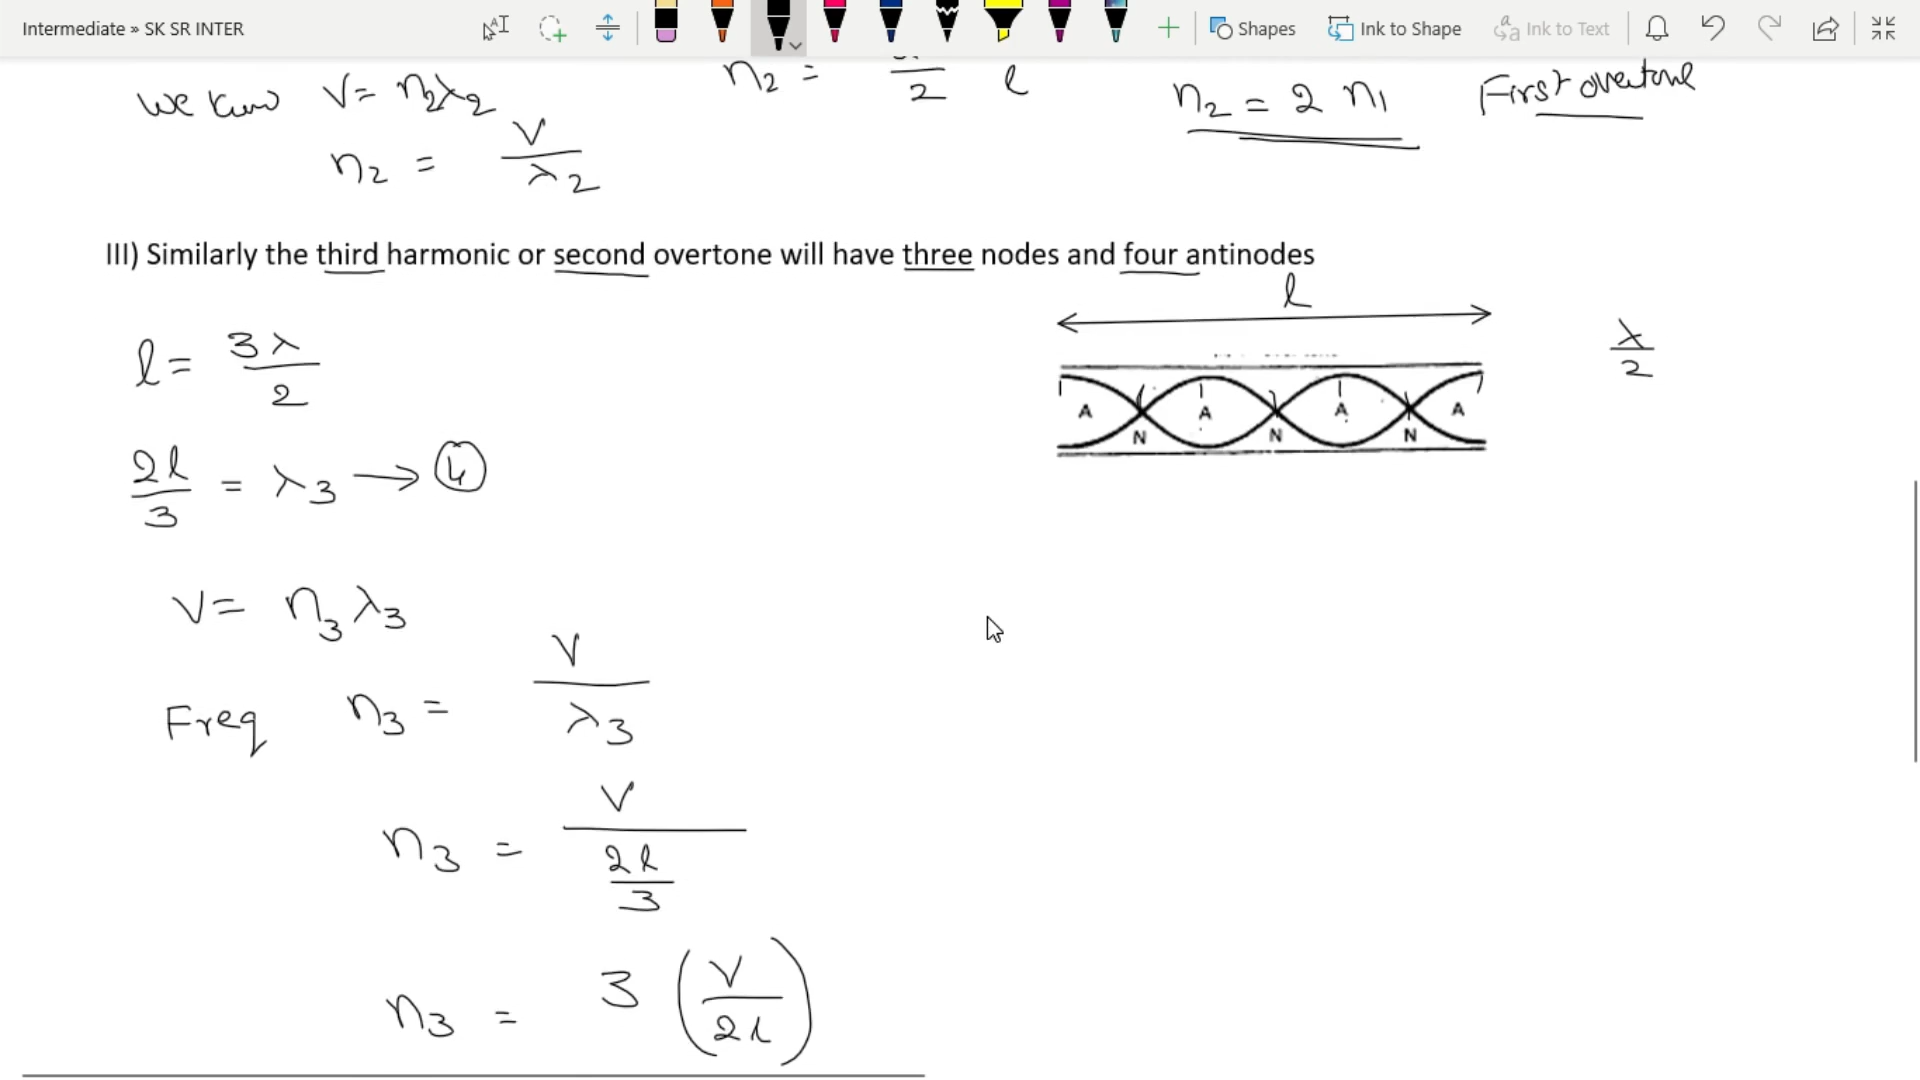 Intermediate » SK SR INTER
Shapes
Ink to Shape
Ink to Text
We know V = n2λ2
n2 = V/λ2
n2 = /2 l
n2 = 2 n1 First overtone
III) Similarly the third harmonic or second overtone will have three nodes and four antinodes
l
λ/2
A N A N A N A
l = 3λ/2
2l/3 = λ3 → 4
V = n3λ3
Freq n3 = V/λ3
n3 = V/(2l/3)
n3 = 3 (V/2l)